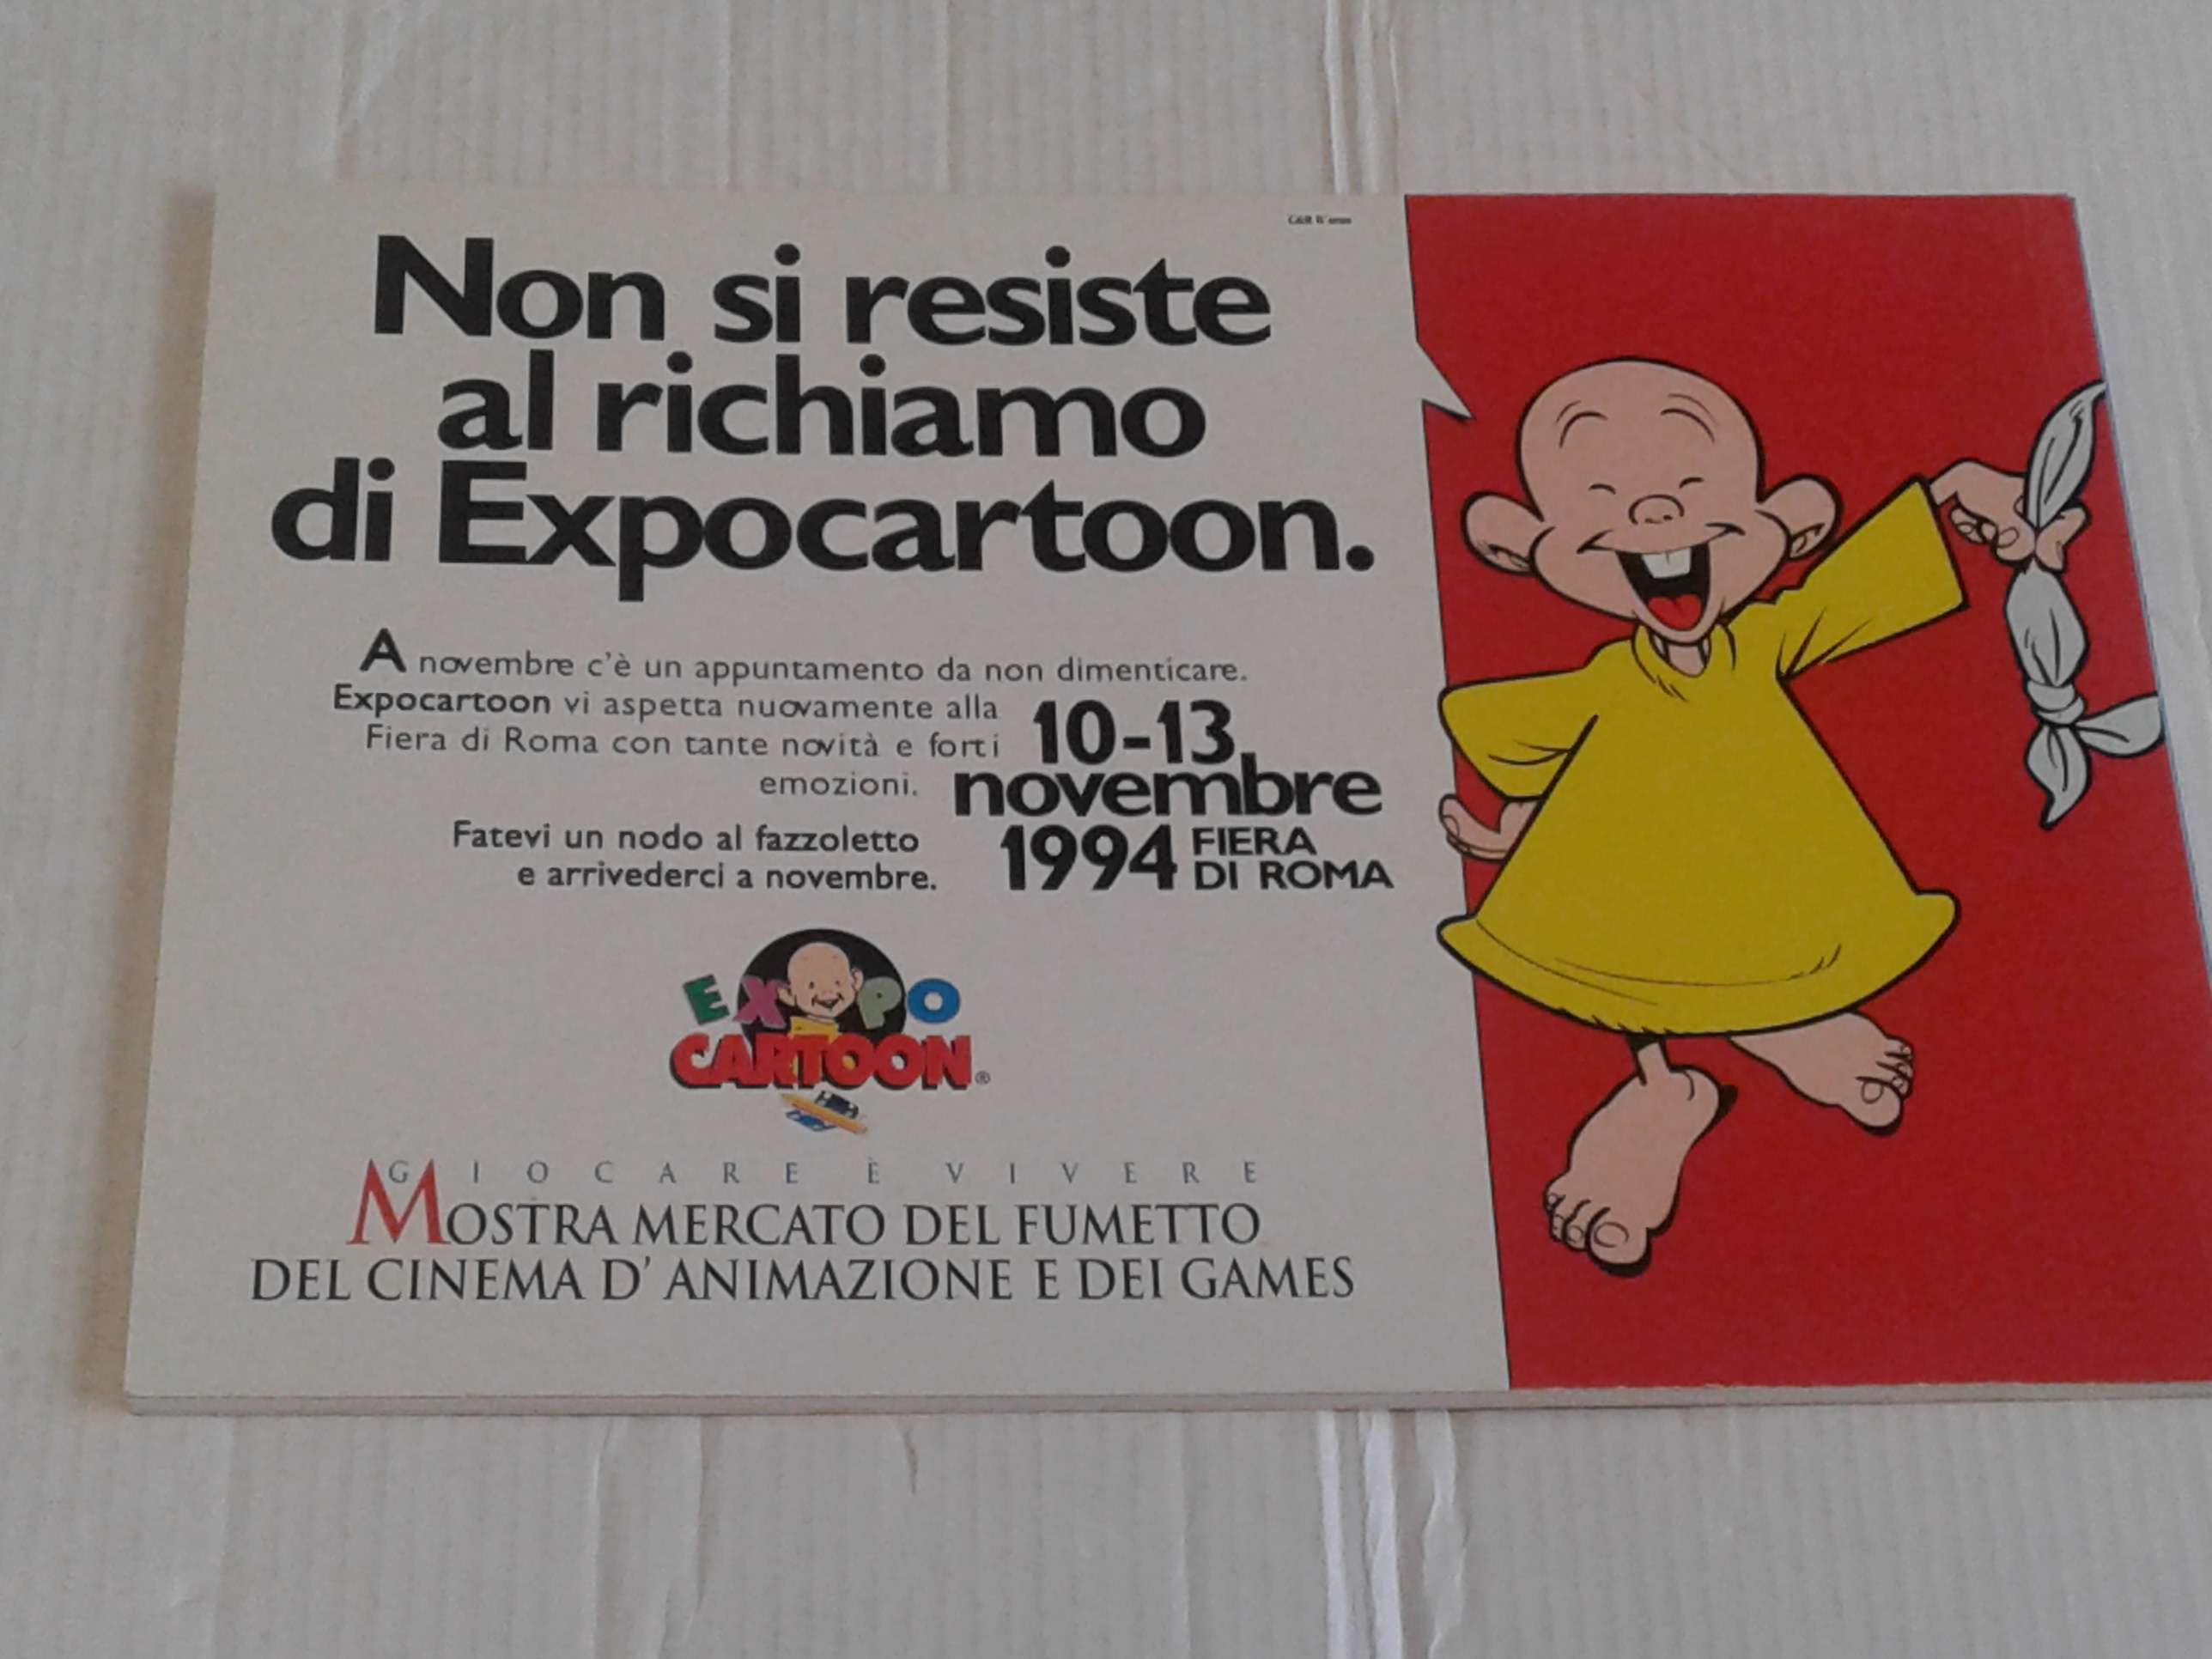 Non si resiste
al richiamo
di Expocartoon.
A novembre c'è un appuntamento da non dimenticare.
Expocartoon vi aspetta nuovamente alla
Fiera di Roma con tante novità e forti
emozioni.
Fatevi un nodo al fazzoletto
e arrivederci a novembre.
10-13
novembre
1994 FIERA
DI ROMA
EXPO
CARTOON®
GIOCARE È VIVERE
MOSTRA MERCATO DEL FUMETTO
DEL CINEMA D' ANIMAZIONE E DEI GAMES